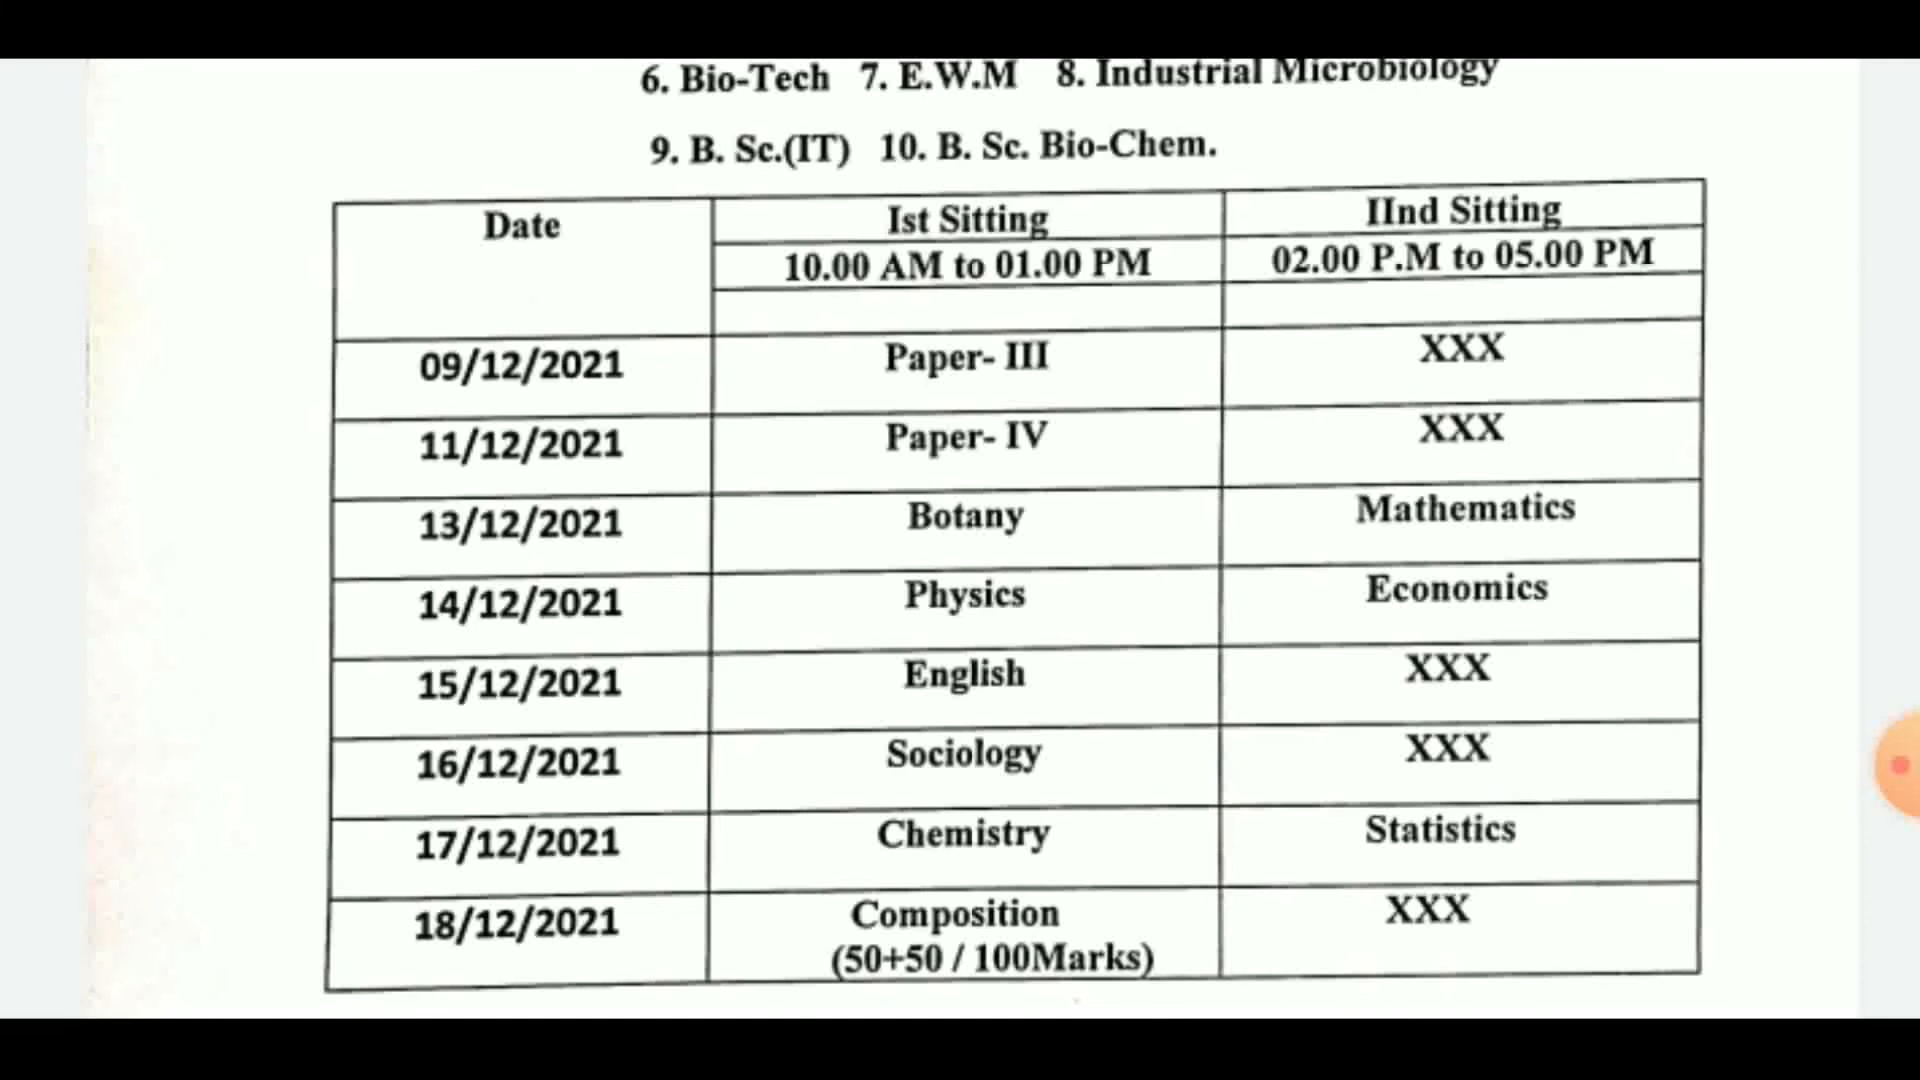 6. Bio-Tech 7. E.W.M 8. Industrial Microbiology
9. B. Sc.(IT) 10. B. Sc. Bio-Chem.
Date Ist Sitting IInd Sitting
10.00 AM to 01.00 PM 02.00 P.M to 05.00 PM
09/12/2021 Paper- III XXX
11/12/2021 Paper- IV XXX
13/12/2021 Botany Mathematics
14/12/2021 Physics Economics
15/12/2021 English XXX
16/12/2021 Sociology XXX
17/12/2021 Chemistry Statistics
18/12/2021 Composition XXX
(50+50 / 100Marks)